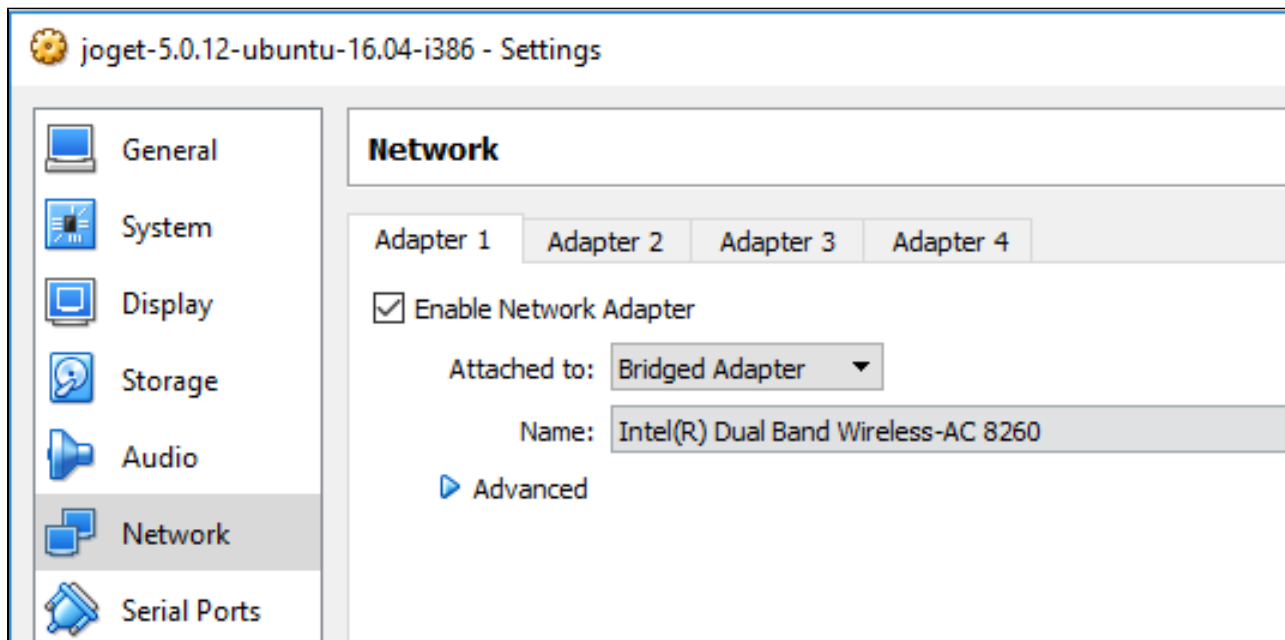 joget-5.0.12-ubuntu-16.04-i386 - Settings
General
System
Display
Storage
Audio
Network
Serial Ports
Network
Adapter 1 Adapter 2 Adapter 3 Adapter 4
Enable Network Adapter
Attached to: Bridged Adapter
Name: Intel(R) Dual Band Wireless-AC 8260
Advanced